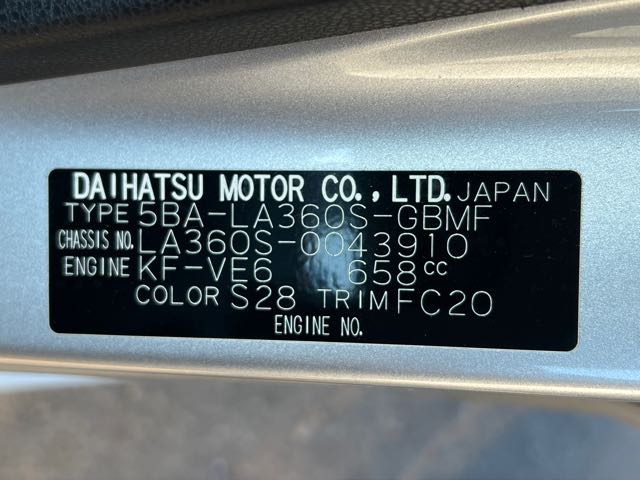 DAIHATSU MOTOR CO., LTD. JAPAN
TYPE 5BA-LA360S-GBMF
CHASSIS NO. LA360S-0043910
ENGINE KF-VE6 658cc
COLOR S28 TRIM FC20
ENGINE NO.